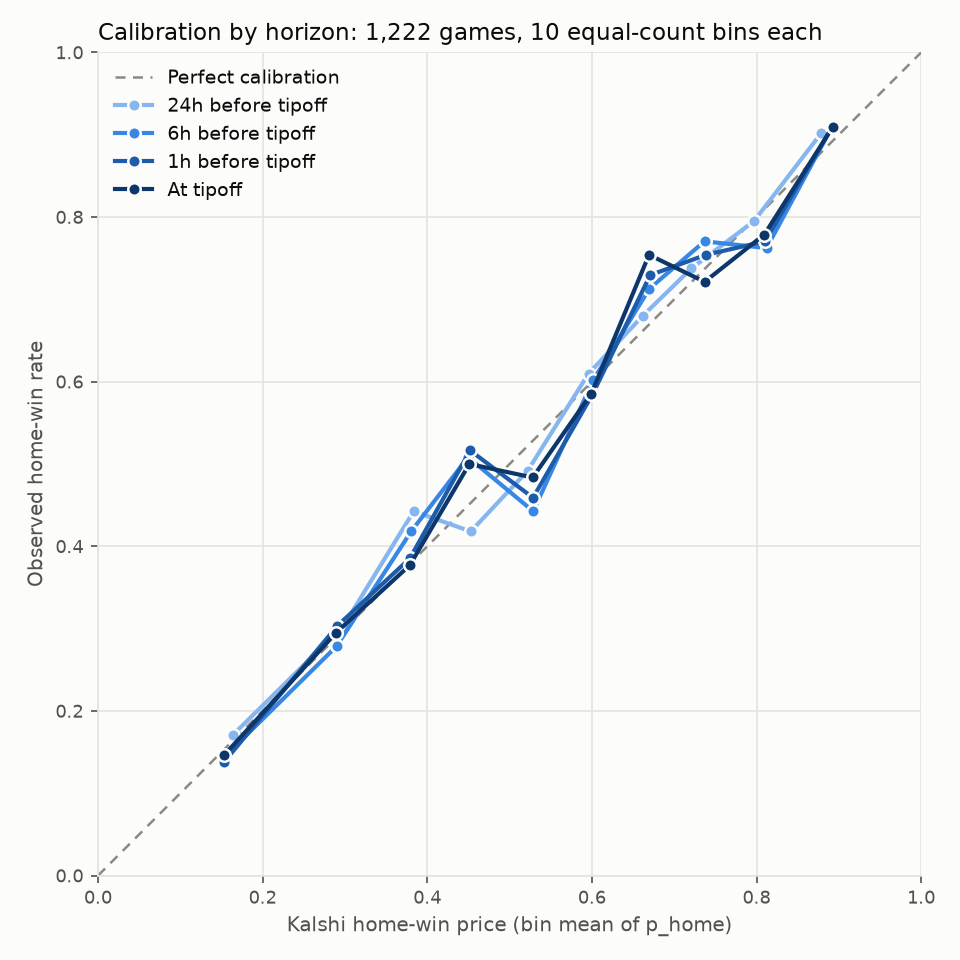 Calibration by horizon: 1,222 games, 10 equal-count bins each
1.0
0.8
0.6
0.4
0.2
0.0
Observed home-win rate
Perfect calibration
24h before tipoff
6h before tipoff
1h before tipoff
At tipoff
0.0 0.2 0.4 0.6 0.8 1.0
Kalshi home-win price (bin mean of p_home)